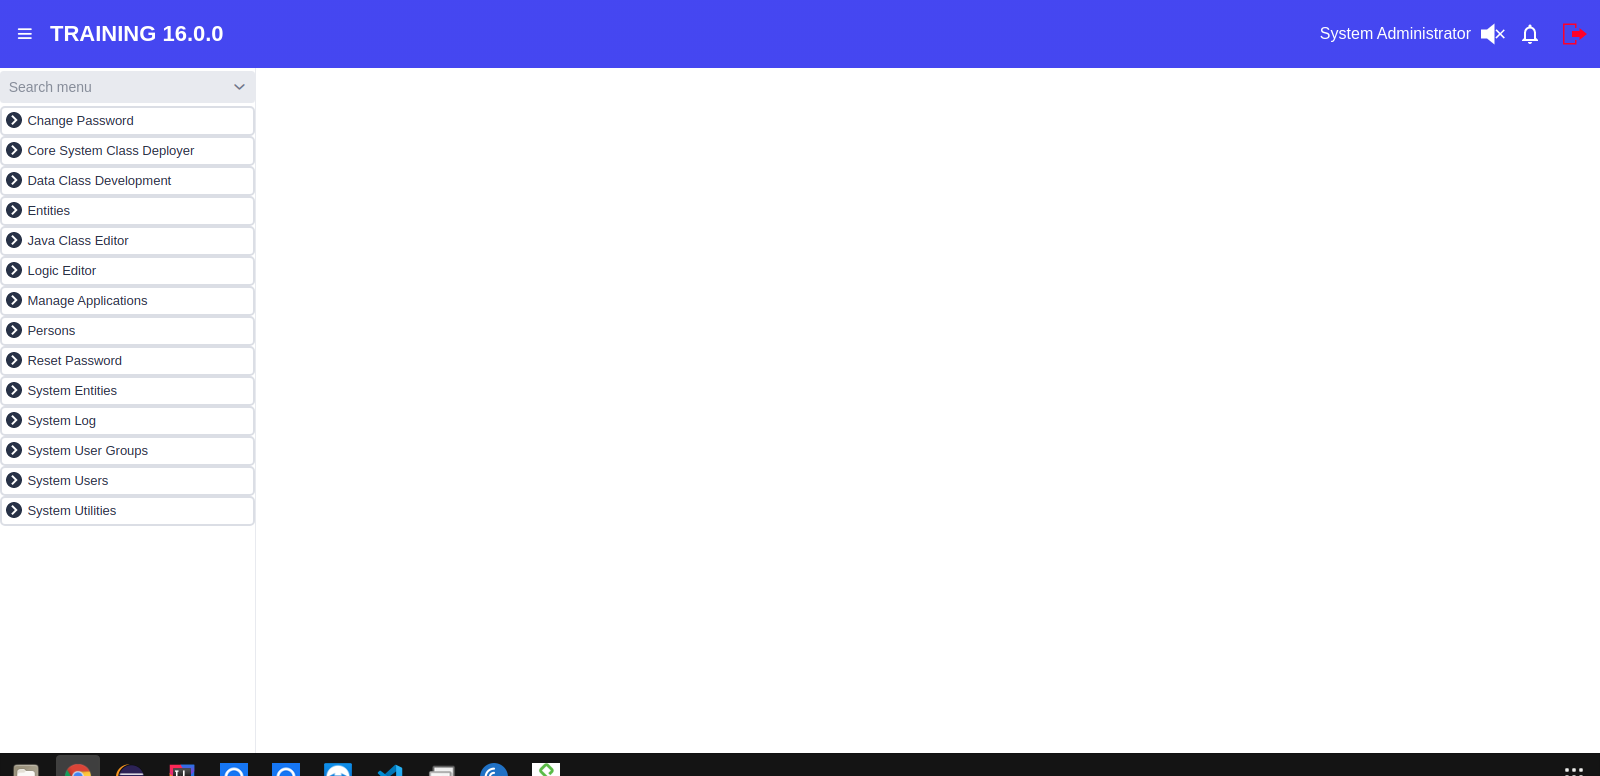 TRAINING 16.0.0
System Administrator
Search menu
Change Password
Core System Class Deployer
Data Class Development
Entities
Java Class Editor
Logic Editor
Manage Applications
Persons
Reset Password
System Entities
System Log
System User Groups
System Users
System Utilities